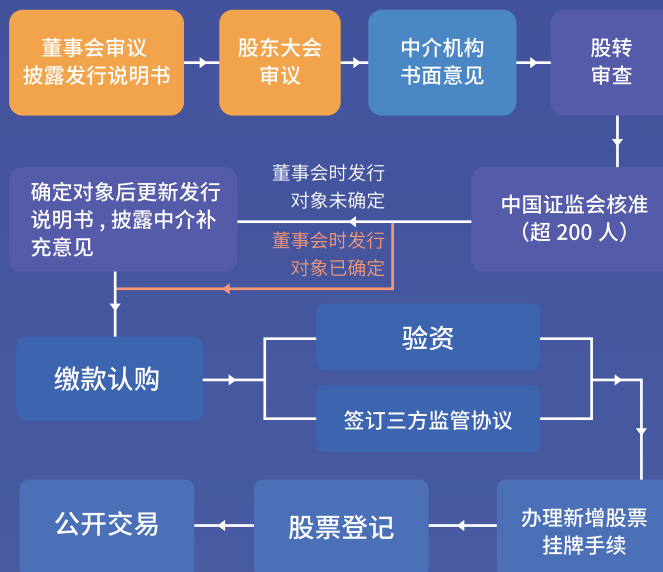 董事会审议
披露发行说明书
股东大会
审议
中介机构
书面意见
股转
审查
中国证监会核准
（超 200 人）
董事会时发行
对象未确定
董事会时发行
对象已确定
确定对象后更新发行
说明书 , 披露中介补
充意见
缴款认购
验资
签订三方监管协议
办理新增股票
挂牌手续
股票登记
公开交易